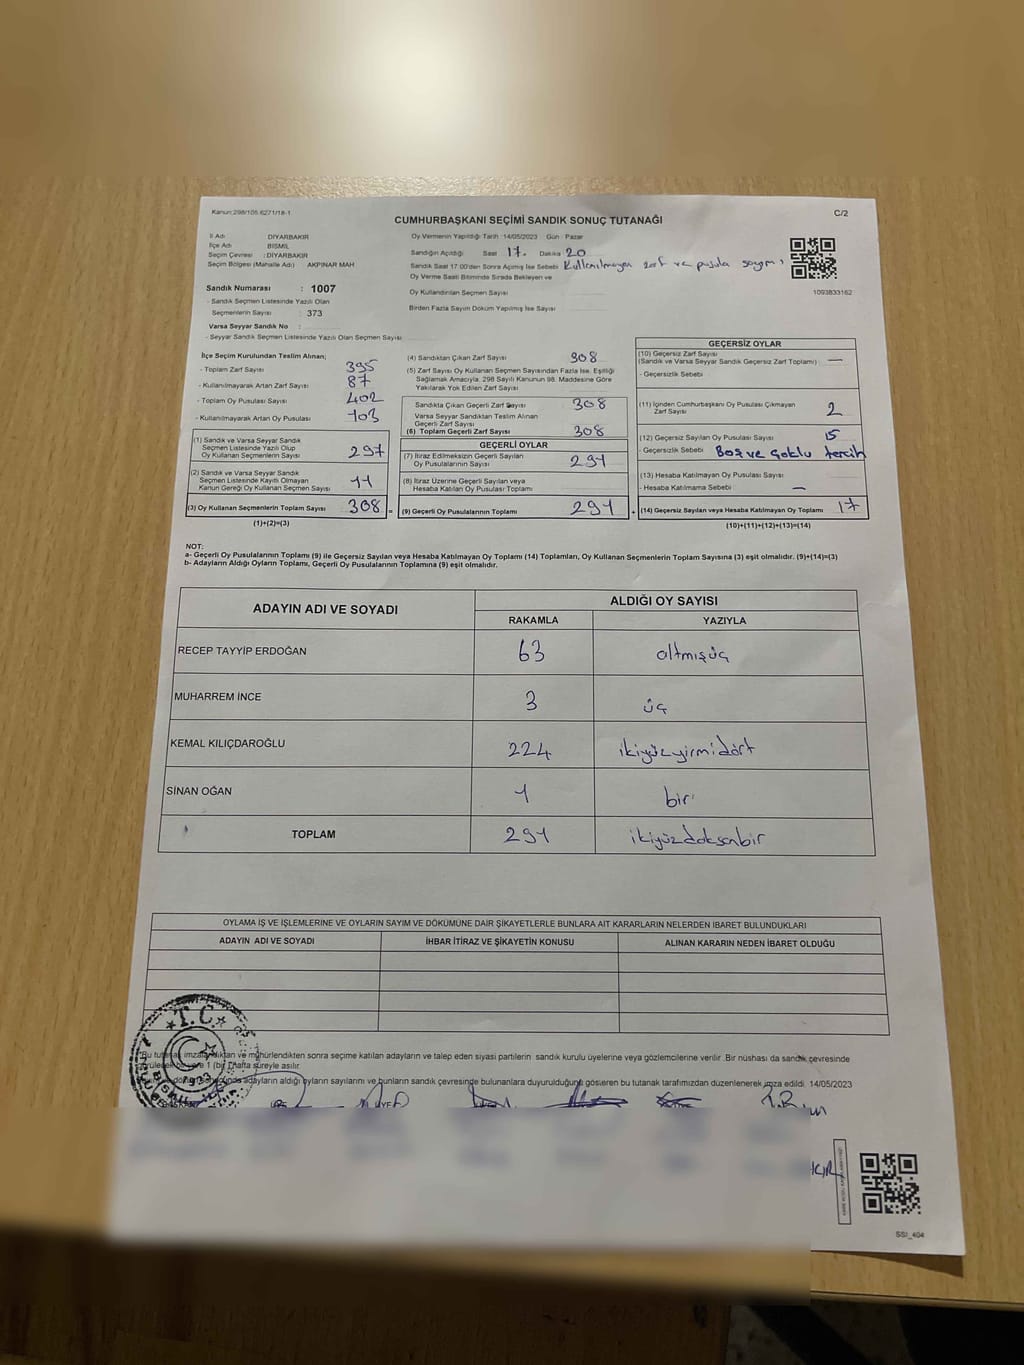 Kanun:298/105 6271/18-1
C/2
CUMHURBAŞKANI SEÇİMİ SANDIK SONUÇ TUTANAĞI
İl Adı DİYARBAKIR
İlçe Adı BİSMİL
Seçim Çevresi : DİYARBAKIR
Seçim Bölgesi (Mahalle Adı) AKPINAR MAH
Sandık Numarası : 1007
- Sandık Seçmen Listesinde Yazılı Olan
Seçmenlerin Sayısı : 373
Varsa Seyyar Sandık No :
- Seyyar Sandık Seçmen Listesinde Yazılı Olan Seçmen Sayısı
Oy Vermenin Yapıldığı Tarih : 14/05/2023 Gün : Pazar
Sandığın Açıldığı Saat 17. Dakika 20
Sandık Saat 17.00'den Sonra Açılmış İse Sebebi Kullanılmayan zarf ve pusula sayımı
Oy Verme Saati Bitiminde Sırada Bekleyen ve
Oy Kullandırılan Seçmen Sayısı
Birden Fazla Sayım Döküm Yapılmış İse Sayısı
1093833162
İlçe Seçim Kurulundan Teslim Alınan;
- Toplam Zarf Sayısı 395
- Kullanılmayarak Artan Zarf Sayısı 87
- Toplam Oy Pusulası Sayısı 402
- Kullanılmayarak Artan Oy Pusulası 103
(1) Sandık ve Varsa Seyyar Sandık
Seçmen Listesinde Yazılı Olup
Oy Kullanan Seçmenlerin Sayısı 297
(2) Sandık ve Varsa Seyyar Sandık
Seçmen Listesinde Kayıtlı Olmayan
Kanun Gereği Oy Kullanan Seçmen Sayısı 11
(3) Oy Kullanan Seçmenlerin Toplam Sayısı 308
(1)+(2)=(3)
(4) Sandıktan Çıkan Zarf Sayısı 308
(5) Zarf Sayısı Oy Kullanan Seçmen Sayısından Fazla İse, Eşitliği
Sağlamak Amacıyla, 298 Sayılı Kanunun 98. Maddesine Göre
Yakılarak Yok Edilen Zarf Sayısı
Sandıkta Çıkan Geçerli Zarf Sayısı 308
Varsa Seyyar Sandıktan Teslim Alınan
Geçerli Zarf Sayısı
(6) Toplam Geçerli Zarf Sayısı 308
GEÇERLİ OYLAR
(7) İtiraz Edilmeksizin Geçerli Sayılan
Oy Pusulalarının Sayısı 291
(8) İtiraz Üzerine Geçerli Sayılan veya
Hesaba Katılan Oy Pusulası Toplamı
(9) Geçerli Oy Pusulalarının Toplamı 291
GEÇERSİZ OYLAR
(10) Geçersiz Zarf Sayısı
(Sandık ve Varsa Seyyar Sandık Geçersiz Zarf Toplamı) —
- Geçersizlik Sebebi
(11) İçinden Cumhurbaşkanı Oy Pusulası Çıkmayan
Zarf Sayısı 2
(12) Geçersiz Sayılan Oy Pusulası Sayısı 15
- Geçersizlik Sebebi Boş ve Çoklu tercih
(13) Hesaba Katılmayan Oy Pusulası Sayısı
- Hesaba Katılmama Sebebi —
(14) Geçersiz Sayılan veya Hesaba Katılmayan Oy Toplamı 17
(10)+(11)+(12)+(13)=(14)
NOT:
a- Geçerli Oy Pusulalarının Toplamı (9) ile Geçersiz Sayılan veya Hesaba Katılmayan Oy Toplamı (14) Toplamları, Oy Kullanan Seçmenlerin Toplam Sayısına (3) eşit olmalıdır. (9)+(14)=(3)
b- Adayların Aldığı Oyların Toplamı, Geçerli Oy Pusulalarının Toplamına (9) eşit olmalıdır.
ADAYIN ADI VE SOYADI
ALDIĞI OY SAYISI
RAKAMLA YAZIYLA
RECEP TAYYİP ERDOĞAN 63 altmışüç
MUHARREM İNCE 3 üç
KEMAL KILIÇDAROĞLU 224 ikiyüzyirmidört
SİNAN OĞAN 1 bir
TOPLAM 291 ikiyüzdoksanbir
OYLAMA İŞ VE İŞLEMLERİNE VE OYLARIN SAYIM VE DÖKÜMÜNE DAİR ŞİKAYETLERLE BUNLARA AİT KARARLARIN NELERDEN İBARET BULUNDUKLARI
ADAYIN ADI VE SOYADI İHBAR İTİRAZ VE ŞİKAYETİN KONUSU ALINAN KARARIN NEDEN İBARET OLDUĞU
T.C
Bu tutanak imzalandıktan ve mühürlendikten sonra seçime katılan adayların ve talep eden siyasi partilerin sandık kurulu üyelerine veya gözlemcilerine verilir. Bir nüshası da sandık çevresinde
bir yere 1 (bir) hafta süreyle asılır.
adayların aldığı oyların sayılarını ve bunların sandık çevresinde bulunanlara duyurulduğunu gösteren bu tutanak tarafımızdan düzenlenerek imza edildi. 14/05/2023
SSI_404